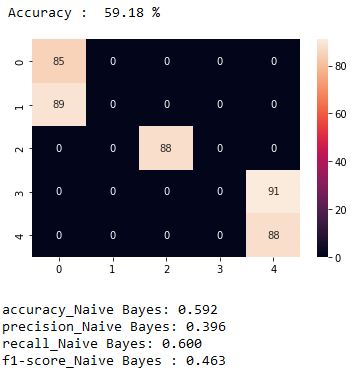 Accuracy :  59.18 %
0 85 0 0 0 0
1 89 0 0 0 0
2 0 0 88 0 0
3 0 0 0 0 91
4 0 0 0 0 88
0 1 2 3 4
80
60
40
20
0
accuracy_Naive Bayes: 0.592
precision_Naive Bayes: 0.396
recall_Naive Bayes: 0.600
f1-score_Naive Bayes : 0.463